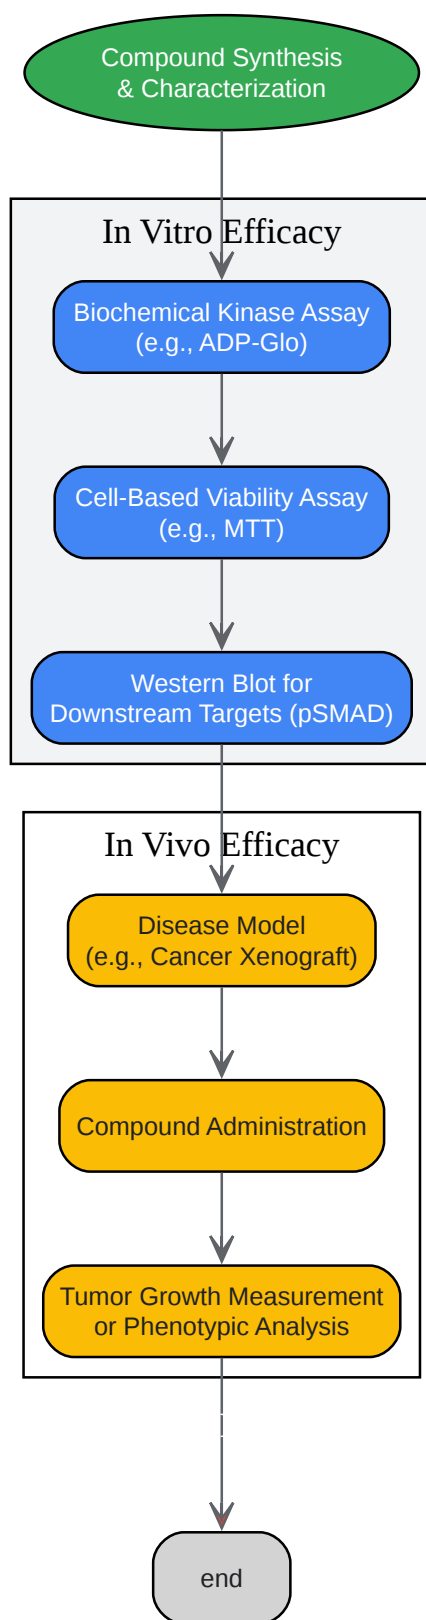 Compound Synthesis
& Characterization
In Vitro Efficacy
Biochemical Kinase Assay
(e.g., ADP-Glo)
Cell-Based Viability Assay
(e.g., MTT)
Western Blot for
Downstream Targets (pSMAD)
In Vivo Efficacy
Disease Model
(e.g., Cancer Xenograft)
Compound Administration
Tumor Growth Measurement
or Phenotypic Analysis
end